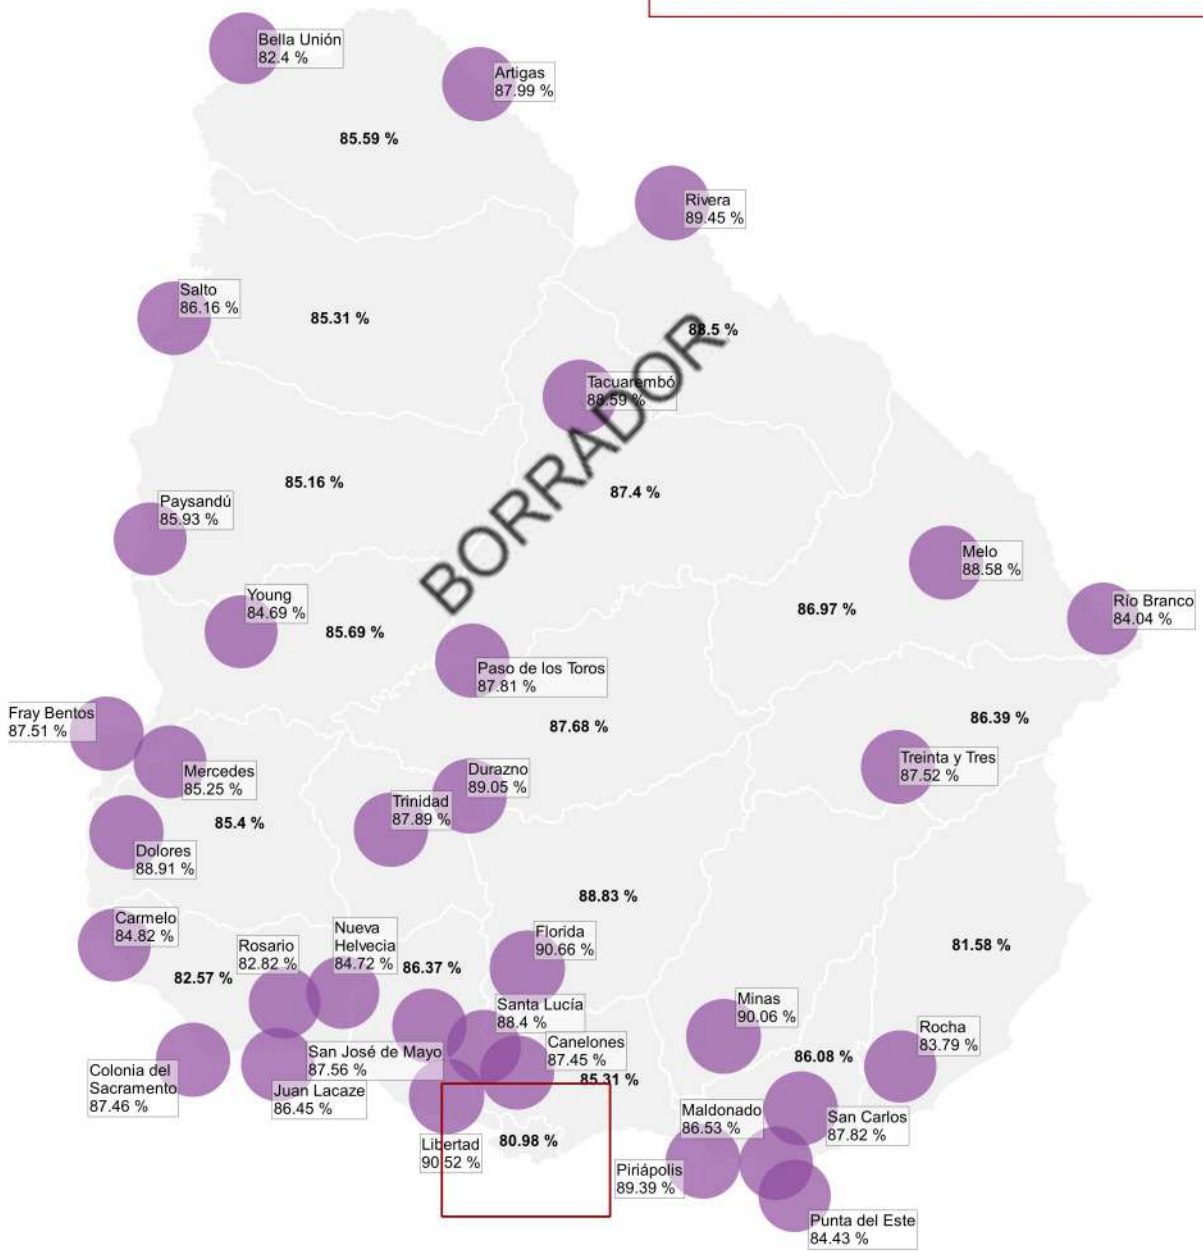 Bella Unión
82.4 %
Artigas
87.99 %
85.59 %
Rivera
89.45 %
Salto
86.16 %
85.31 %
88.5 %
Tacuarembó
88.59 %
BORRADOR
85.16 %
87.4 %
Paysandú
85.93 %
Melo
88.58 %
Young
84.69 %
85.69 %
86.97 %
Río Branco
84.04 %
Paso de los Toros
87.81 %
Fray Bentos
87.51 %
87.68 %
86.39 %
Mercedes
85.25 %
Durazno
89.05 %
Treinta y Tres
87.52 %
Trinidad
87.89 %
85.4 %
Dolores
88.91 %
88.83 %
Carmelo
84.82 %
Nueva
Helvecia
84.72 %
Rosario
82.82 %
Florida
90.66 %
81.58 %
82.57 %
86.37 %
Santa Lucía
88.4 %
Minas
90.06 %
Canelones
87.45 %
Rocha
83.79 %
San José de Mayo
87.56 %
86.08 %
Colonia del
Sacramento
87.46 %
85.31 %
Juan Lacaze
86.45 %
Maldonado
86.53 %
San Carlos
87.82 %
Libertad
90.52 %
80.98 %
Piriápolis
89.39 %
Punta del Este
84.43 %